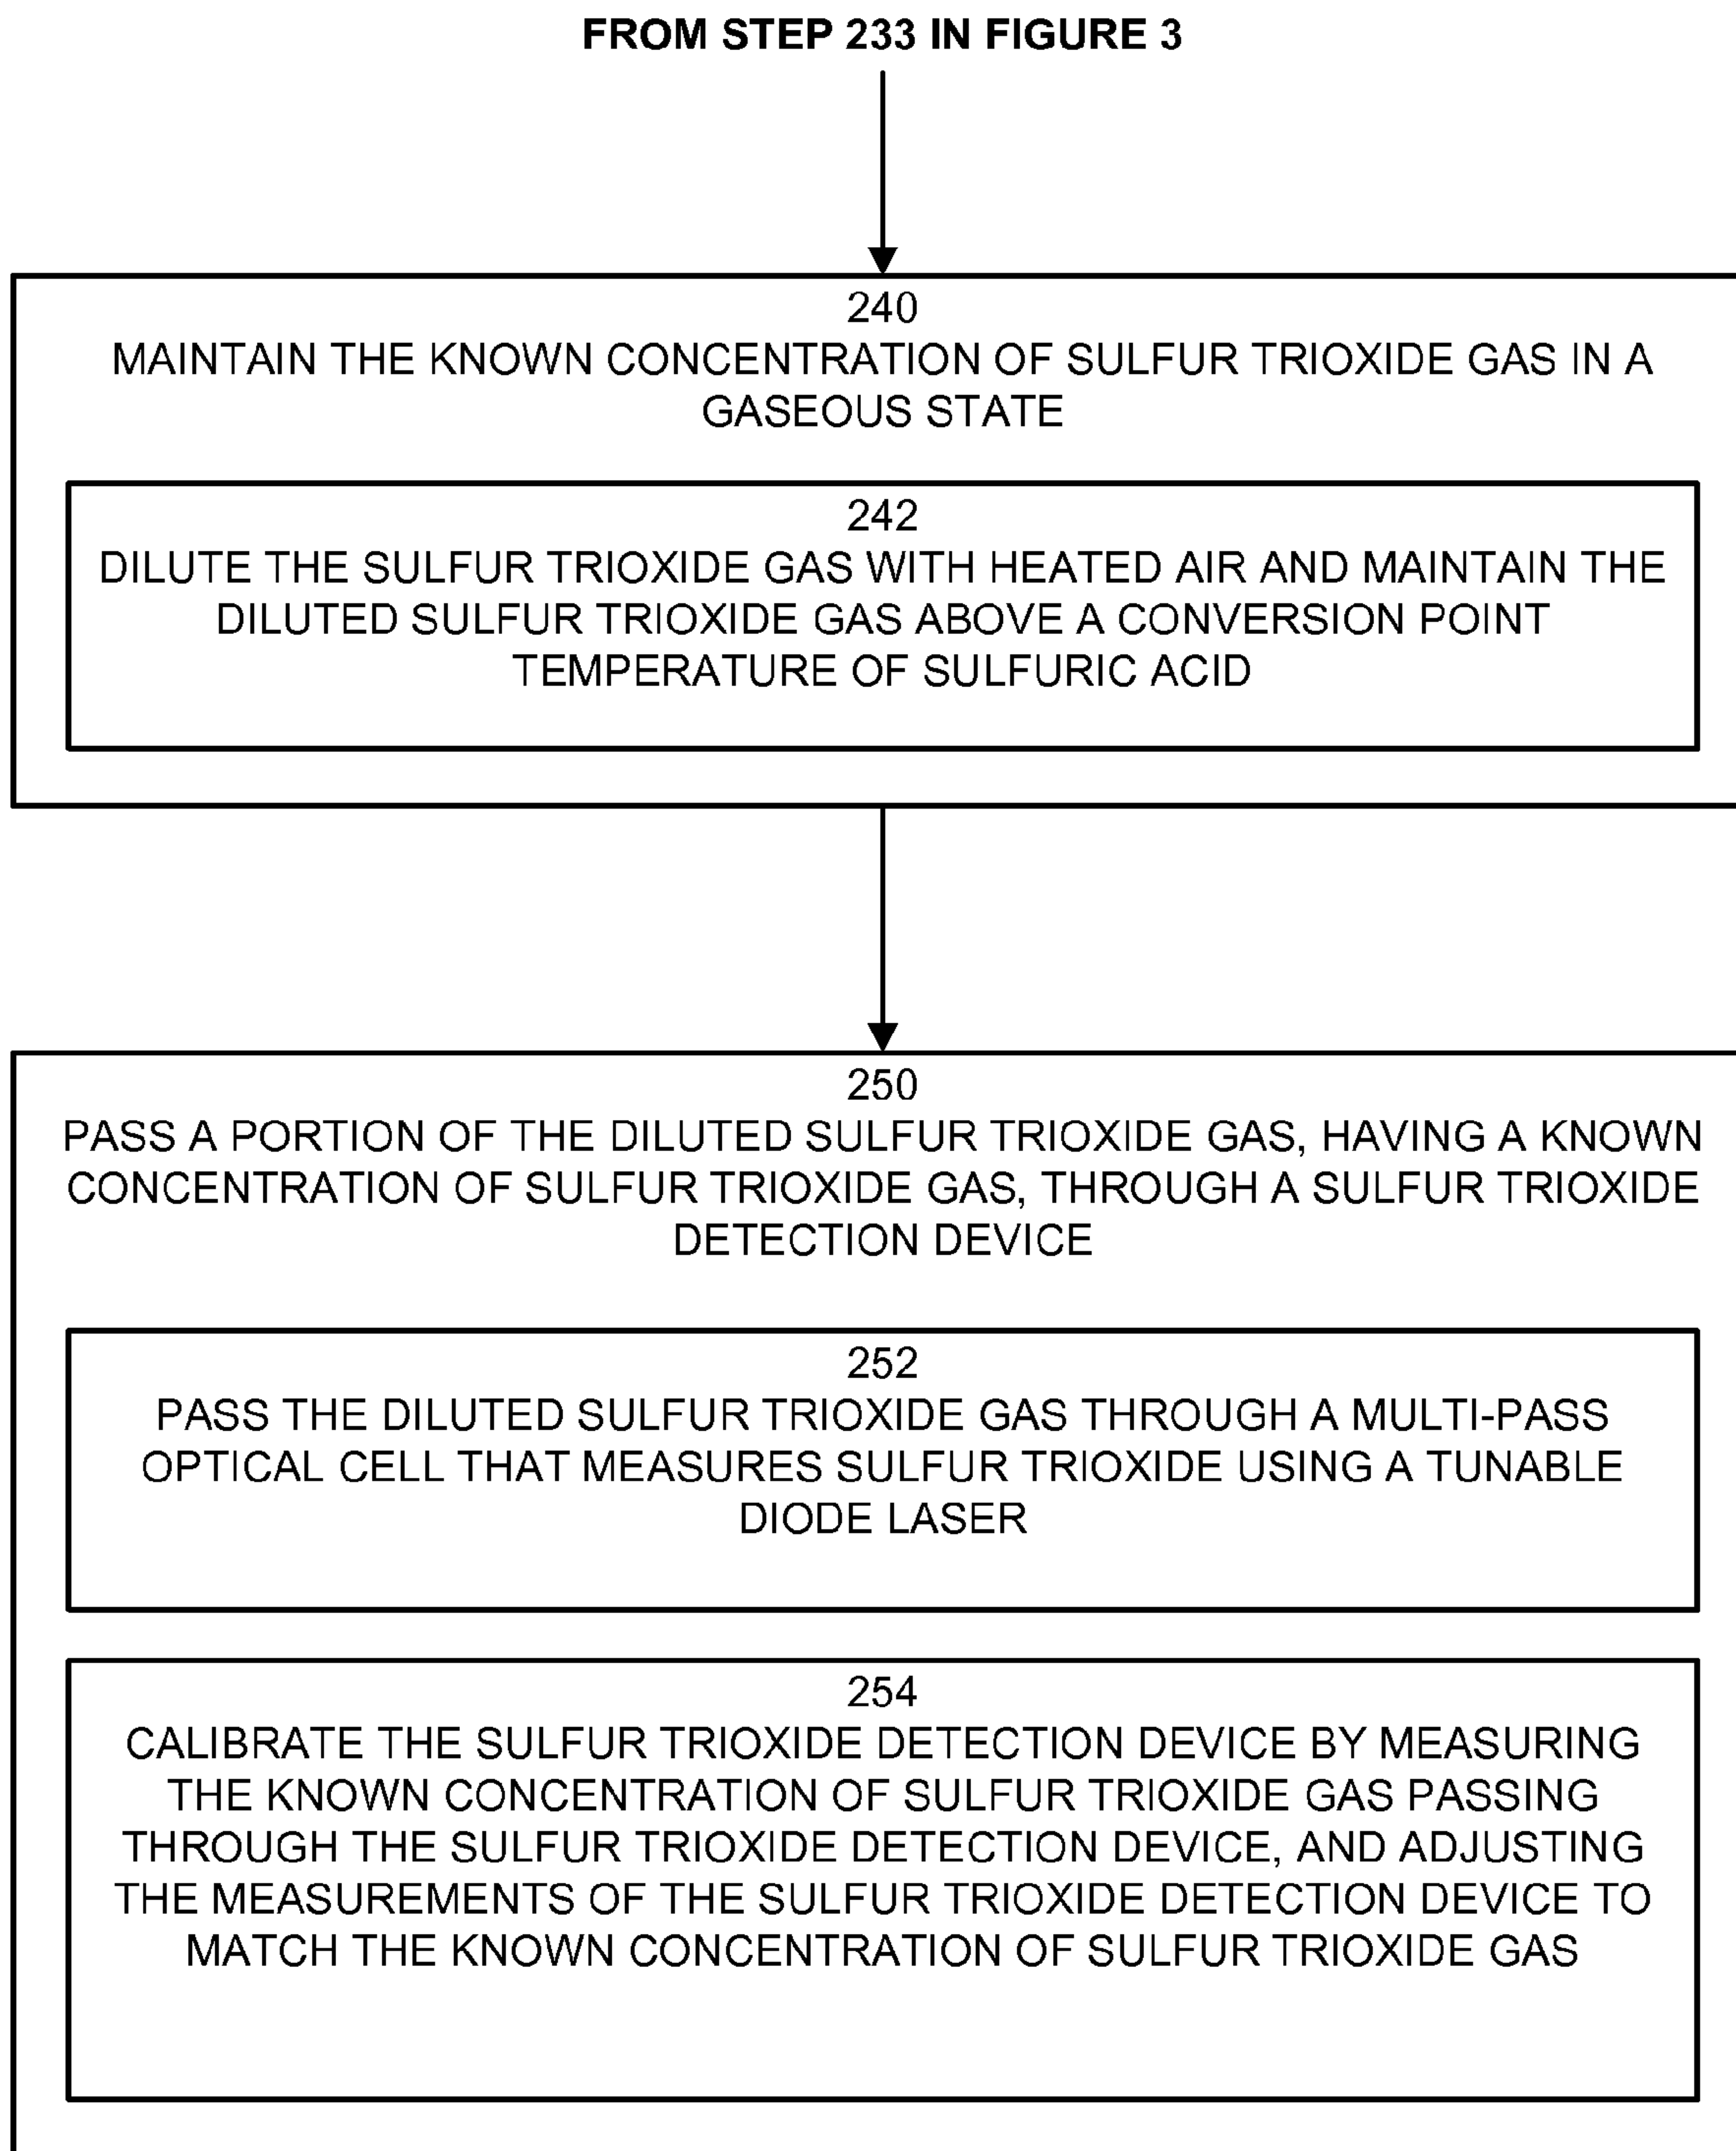 FROM STEP 233 IN FIGURE 3
240
MAINTAIN THE KNOWN CONCENTRATION OF SULFUR TRIOXIDE GAS IN A
GASEOUS STATE
242
DILUTE THE SULFUR TRIOXIDE GAS WITH HEATED AIR AND MAINTAIN THE
DILUTED SULFUR TRIOXIDE GAS ABOVE A CONVERSION POINT
TEMPERATURE OF SULFURIC ACID
250
PASS A PORTION OF THE DILUTED SULFUR TRIOXIDE GAS, HAVING A KNOWN
CONCENTRATION OF SULFUR TRIOXIDE GAS, THROUGH A SULFUR TRIOXIDE
DETECTION DEVICE
252
PASS THE DILUTED SULFUR TRIOXIDE GAS THROUGH A MULTI-PASS
OPTICAL CELL THAT MEASURES SULFUR TRIOXIDE USING A TUNABLE
DIODE LASER
254
CALIBRATE THE SULFUR TRIOXIDE DETECTION DEVICE BY MEASURING
THE KNOWN CONCENTRATION OF SULFUR TRIOXIDE GAS PASSING
THROUGH THE SULFUR TRIOXIDE DETECTION DEVICE, AND ADJUSTING
THE MEASUREMENTS OF THE SULFUR TRIOXIDE DETECTION DEVICE TO
MATCH THE KNOWN CONCENTRATION OF SULFUR TRIOXIDE GAS